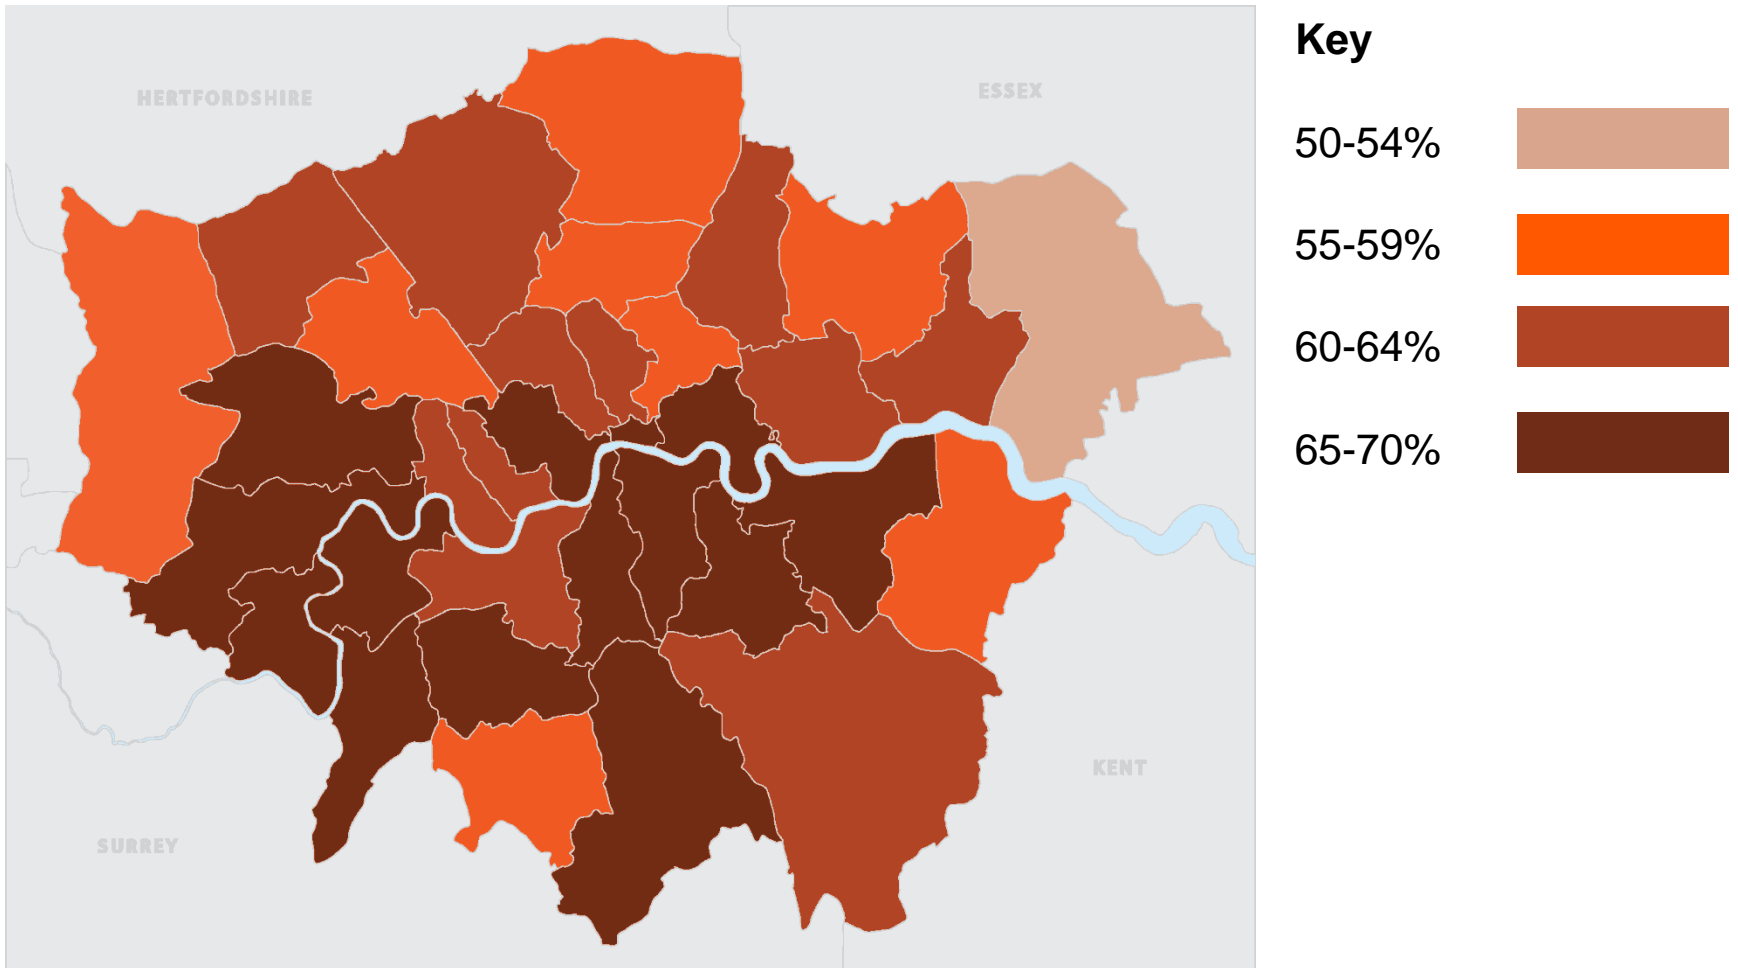 Key
HERTFORDSHIRE
ESSEX
50-54%
55-59%
60-64%
65-70%
KENT
SURREY